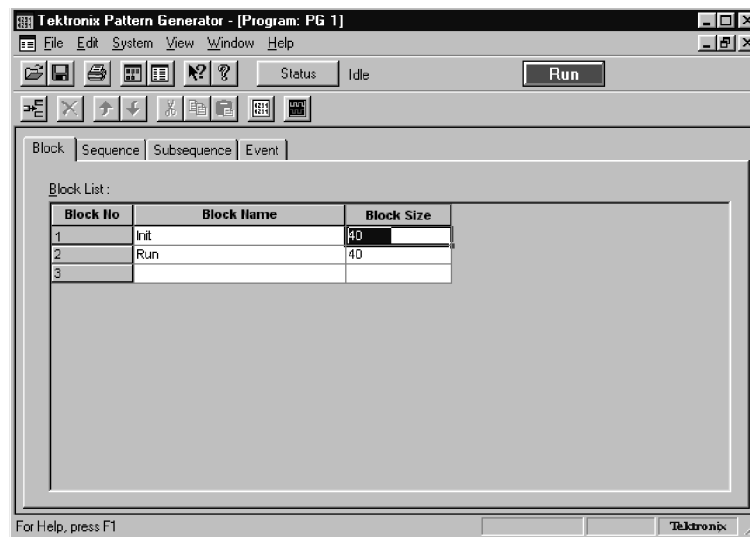 Tektronix Pattern Generator - [Program: PG 1]
File Edit System View Window Help
Status Idle Run
Block Sequence Subsequence Event
Block List :
Block No Block Name Block Size
1 Init 40
2 Run 40
3
For Help, press F1 Tektronix